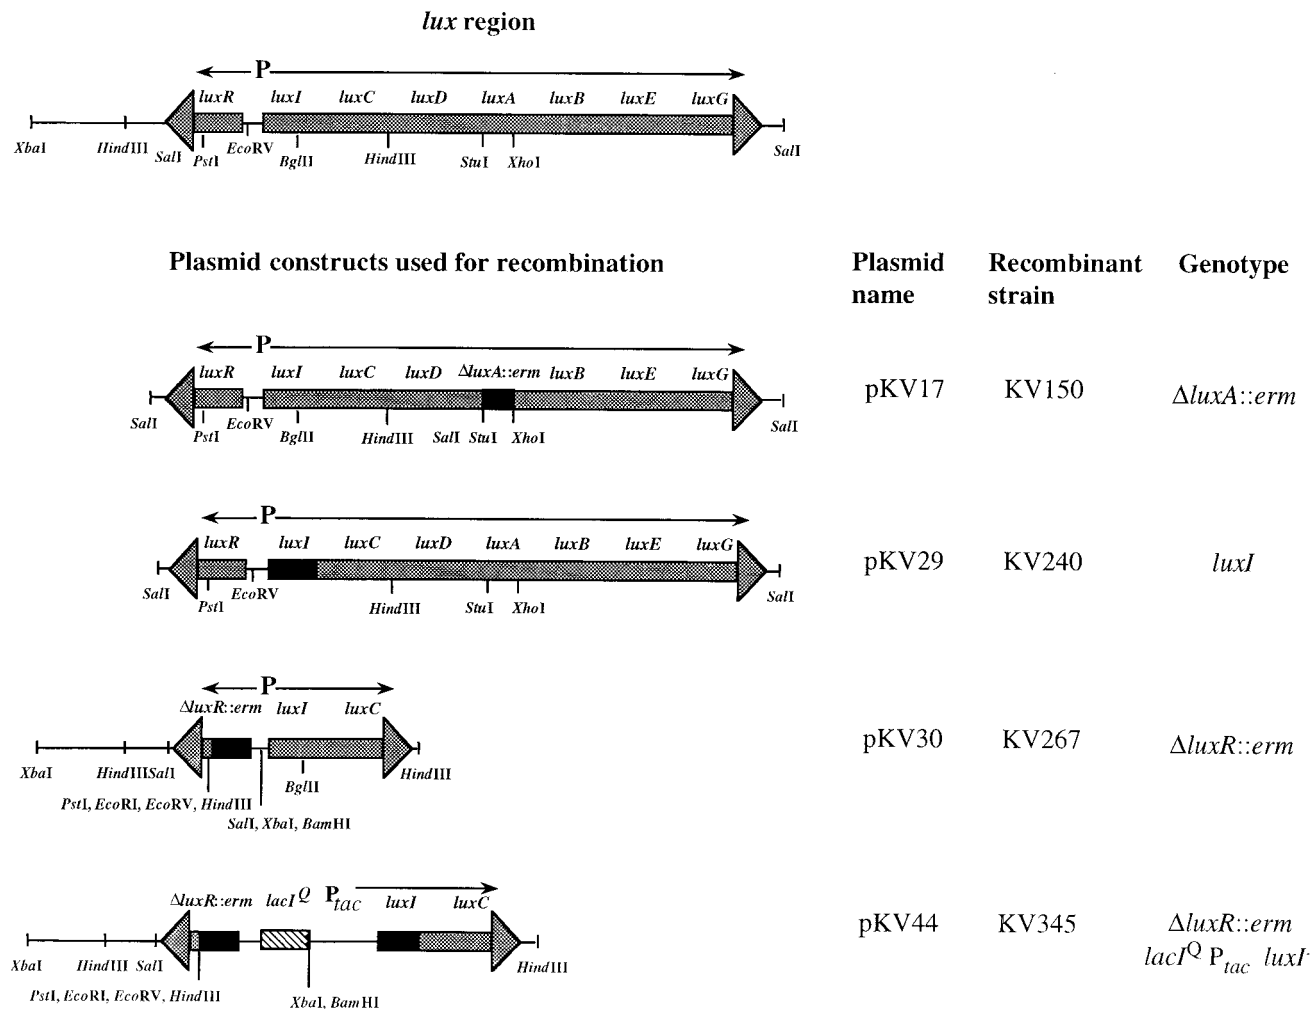 lux region
P
luxR luxI luxC luxD luxA luxB luxE luxG
XbaI HindIII SalI PstI EcoRV BglII HindIII StuI XhoI SalI
Plasmid constructs used for recombination
Plasmid name
Recombinant strain
Genotype
P
luxR luxI luxC luxD ΔluxA::erm luxB luxE luxG
SalI PstI EcoRV BglII HindIII SalI StuI XhoI SalI
pKV17 KV150 ΔluxA::erm
P
luxR luxI luxC luxD luxA luxB luxE luxG
SalI PstI EcoRV HindIII StuI XhoI SalI
pKV29 KV240 luxI
P
ΔluxR::erm luxI luxC
XbaI HindIII SalI BglII HindIII
PstI, EcoRI, EcoRV, HindIII
SalI, XbaI, BamHI
pKV30 KV267 ΔluxR::erm
ΔluxR::erm lacI^Q P_tac luxI luxC
XbaI HindIII SalI HindIII
PstI, EcoRI, EcoRV, HindIII
XbaI, BamHI
pKV44 KV345 ΔluxR::erm
lacI^Q P_tac luxI^-